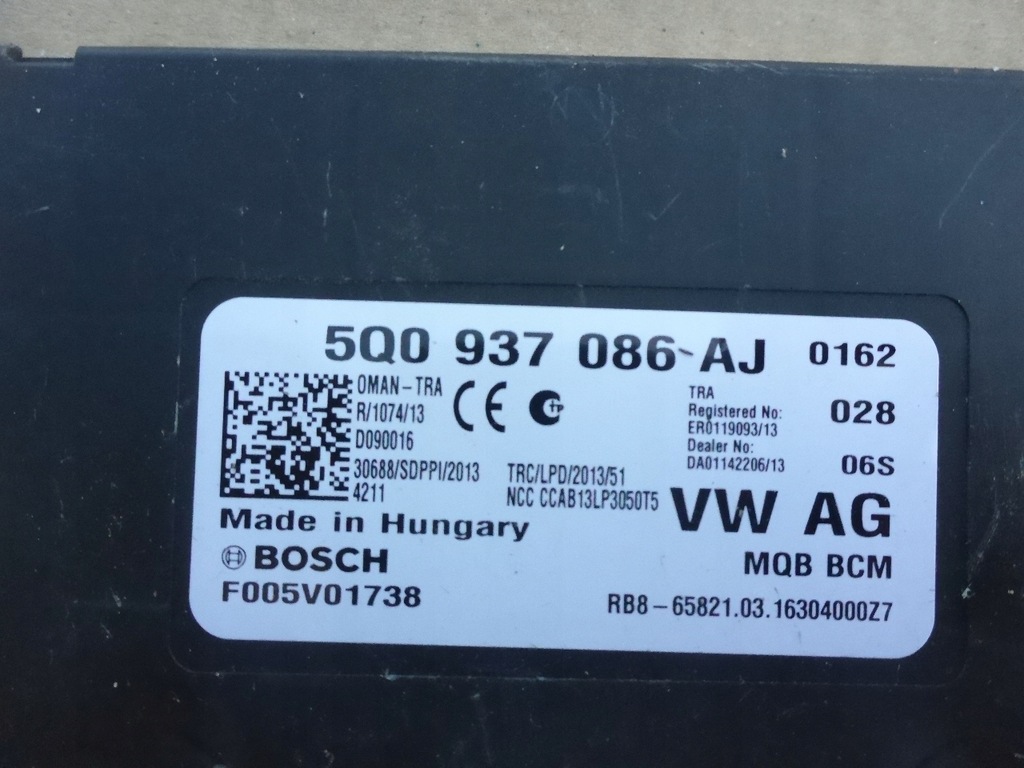 5Q0 937 086-AJ 0162
OMAN-TRA
R/1074/13
D090016
CE
TRA
Registered No:
ER0119093/13
Dealer No:
DA01142206/13
028
06S
30688/SDPPI/2013
4211
TRC/LPD/2013/51
NCC CCAB13LP3050T5
VW AG
Made in Hungary
BOSCH
MQB BCM
F005V01738
RB8-65821.03.16304000Z7